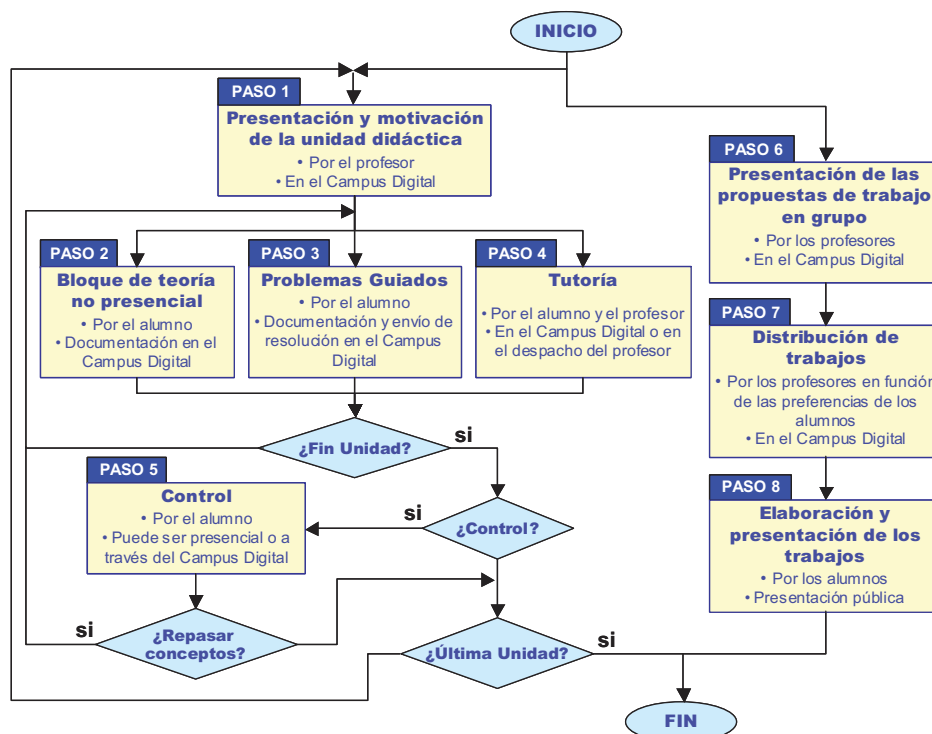 INICIO
PASO 1
Presentación y motivación
de la unidad didáctica
• Por el profesor
• En el Campus Digital
PASO 2
Bloque de teoría
no presencial
• Por el alumno
• Documentación en el
Campus Digital
PASO 3
Problemas Guiados
• Por el alumno
• Documentación y envío de
resolución en el Campus
Digital
PASO 4
Tutoría
• Por el alumno y el profesor
• En el Campus Digital o en
el despacho del profesor
¿Fin Unidad?
si
PASO 5
Control
• Por el alumno
• Puede ser presencial o a
través del Campus Digital
si
¿Control?
si
¿Repasar
conceptos?
¿Última Unidad?
si
PASO 6
Presentación de las
propuestas de trabajo
en grupo
• Por los profesores
• En el Campus Digital
PASO 7
Distribución de
trabajos
• Por los profesores en función
de las preferencias de los
alumnos
• En el Campus Digital
PASO 8
Elaboración y
presentación de los
trabajos
• Por los alumnos
• Presentación pública
FIN